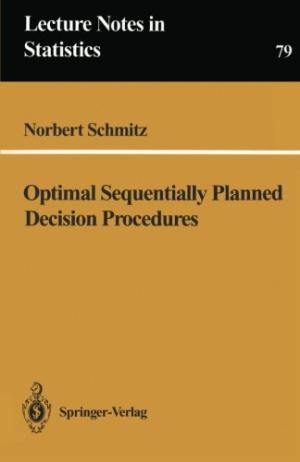 Lecture Notes in
Statistics
79
Norbert Schmitz
Optimal Sequentially Planned
Decision Procedures
Springer-Verlag